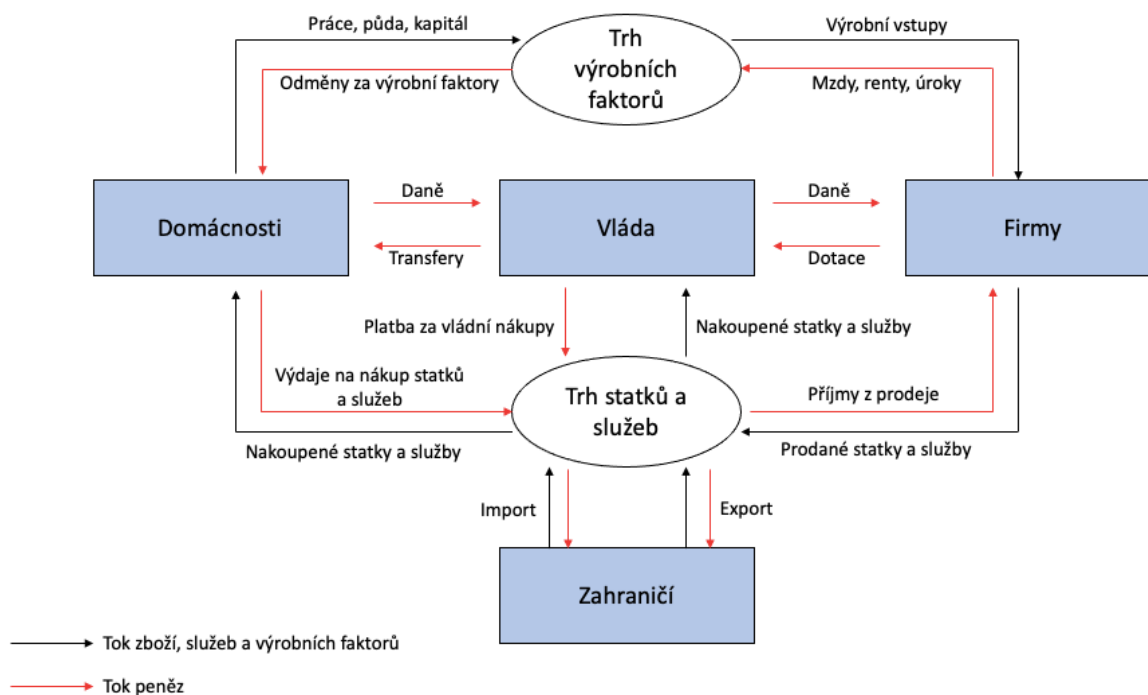 Práce, půda, kapitál
Trh
výrobních
faktorů
Výrobní vstupy
Odměny za výrobní faktory
Mzdy, renty, úroky
Domácnosti
Daně
Vláda
Daně
Firmy
Transfery
Dotace
Platba za vládní nákupy
Nakoupené statky a služby
Výdaje na nákup statků
a služeb
Trh statků a
služeb
Příjmy z prodeje
Nakoupené statky a služby
Prodané statky a služby
Import
Export
Zahraničí
Tok zboží, služeb a výrobních faktorů
Tok peněz